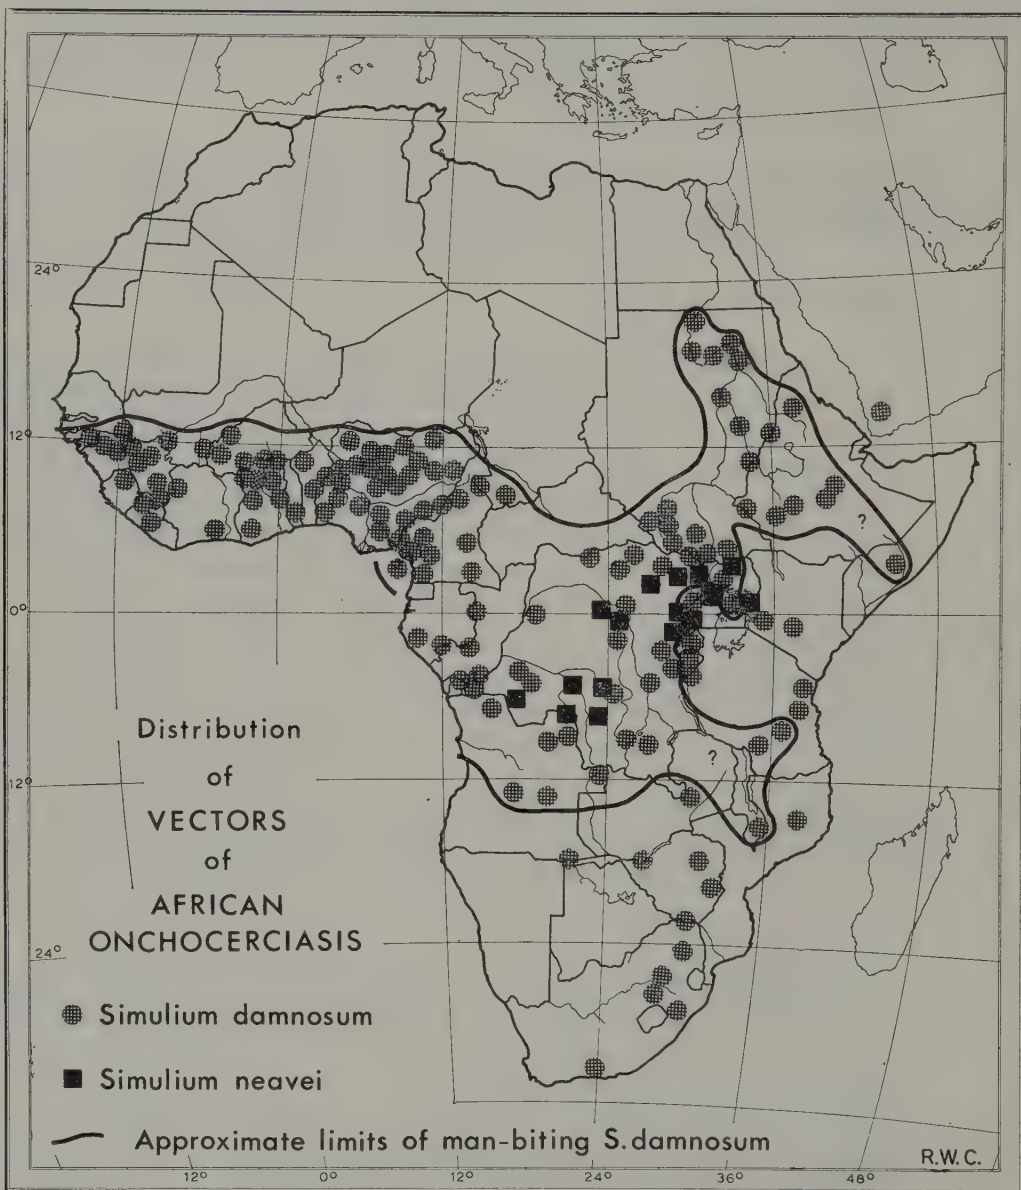 24°
12°
?
0°
Distribution
of
VECTORS
of
AFRICAN
ONCHOCERCIASIS
12°
?
24°
Simulium damnosum
Simulium neavei
Approximate limits of man-biting S.damnosum
R.W.C.
12° 0° 12° 24° 36° 48°